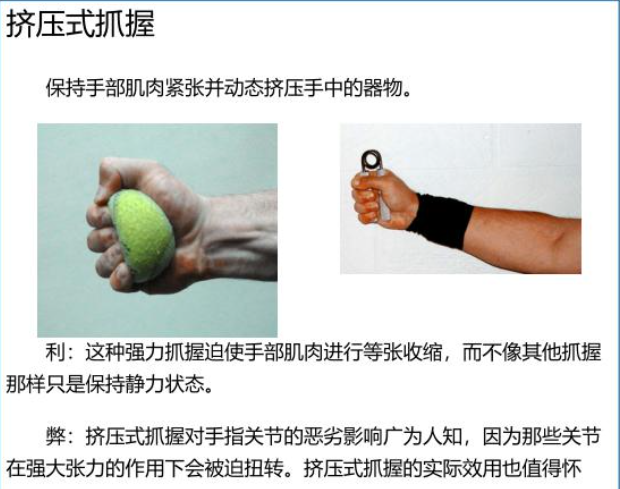 挤压式抓握
保持手部肌肉紧张并动态挤压手中的器物。
利：这种强力抓握迫使手部肌肉进行等张收缩，而不像其他抓握
那样只是保持静力状态。
弊：挤压式抓握对手指关节的恶劣影响广为人知，因为那些关节
在强大张力的作用下会被迫扭转。挤压式抓握的实际效用也值得怀